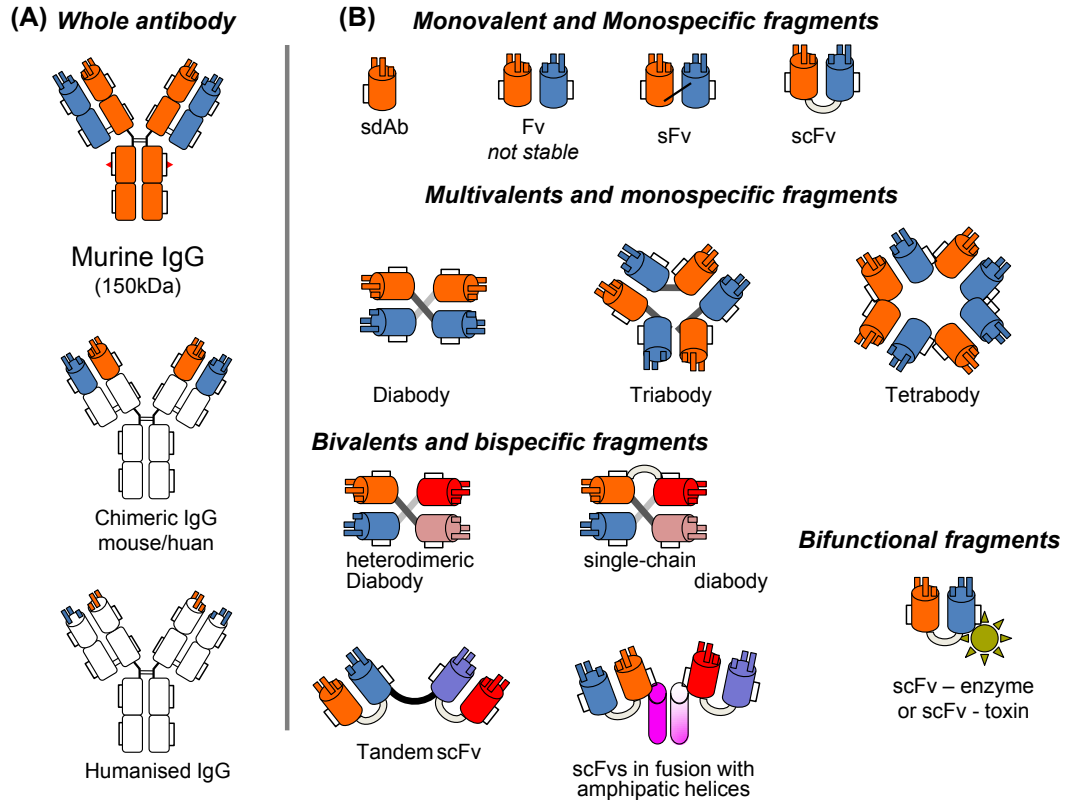 (A) Whole antibody
Murine IgG
(150kDa)
Chimeric IgG
mouse/huan
Humanised IgG
(B) Monovalent and Monospecific fragments
sdAb
Fv
not stable
sFv
scFv
Multivalents and monospecific fragments
Diabody
Triabody
Tetrabody
Bivalents and bispecific fragments
heterodimeric
Diabody
single-chain
diabody
Tandem scFv
scFvs in fusion with
amphipatic helices
Bifunctional fragments
scFv – enzyme
or scFv - toxin